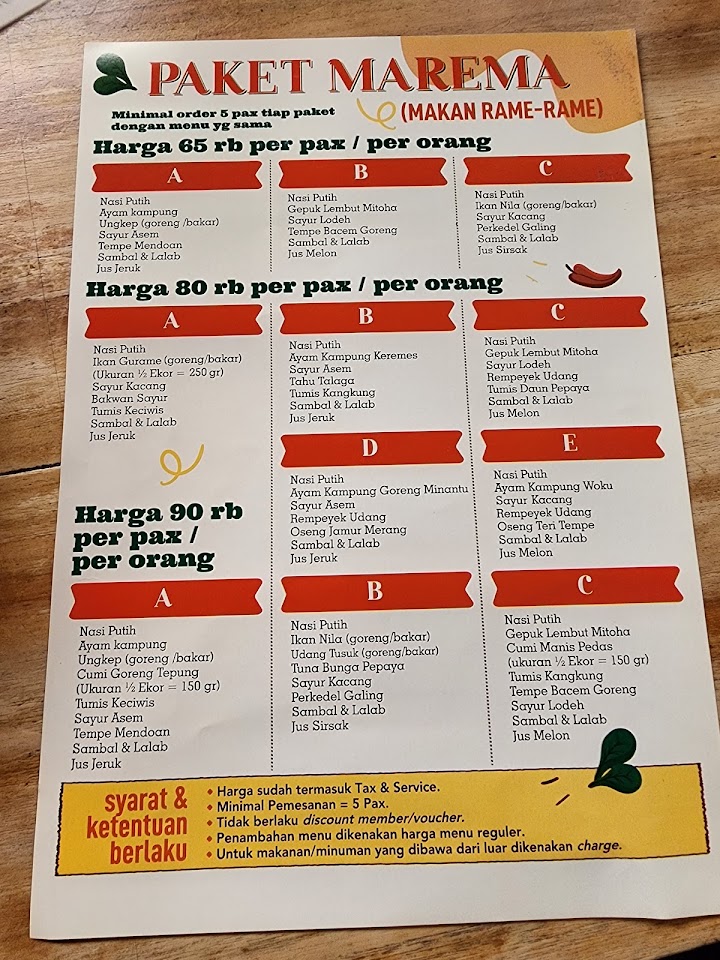 PAKET MAREMA
(MAKAN RAME-RAME)
Minimal order 5 pax tiap paket
dengan menu yg sama
Harga 65 rb per pax / per orang
A
Nasi Putih
Ayam kampung
Ungkep (goreng /bakar)
Sayur Asem
Tempe Mendoan
Sambal & Lalab
Jus Jeruk
B
Nasi Putih
Gepuk Lembut Mitoha
Sayur Lodeh
Tempe Bacem Goreng
Sambal & Lalab
Jus Melon
C
Nasi Putih
Ikan Nila (goreng/bakar)
Sayur Kacang
Perkedel Galing
Sambal & Lalab
Jus Sirsak
Harga 80 rb per pax / per orang
A
Nasi Putih
Ikan Gurame (goreng/bakar)
(Ukuran ½ Ekor = 250 gr)
Sayur Kacang
Bakwan Sayur
Tumis Keciwis
Sambal & Lalab
Jus Jeruk
B
Nasi Putih
Ayam Kampung Keremes
Sayur Asem
Tahu Talaga
Tumis Kangkung
Sambal & Lalab
Jus Jeruk
C
Nasi Putih
Gepuk Lembut Mitoha
Sayur Lodeh
Rempeyek Udang
Tumis Daun Pepaya
Sambal & Lalab
Jus Melon
D
Nasi Putih
Ayam Kampung Goreng Minantu
Sayur Asem
Rempeyek Udang
Oseng Jamur Merang
Sambal & Lalab
Jus Jeruk
E
Nasi Putih
Ayam Kampung Woku
Sayur Kacang
Rempeyek Udang
Oseng Teri Tempe
Sambal & Lalab
Jus Melon
Harga 90 rb
per pax /
per orang
A
Nasi Putih
Ayam kampung
Ungkep (goreng /bakar)
Cumi Goreng Tepung
(Ukuran ½ Ekor = 150 gr)
Tumis Keciwis
Sayur Asem
Tempe Mendoan
Sambal & Lalab
Jus Jeruk
B
Nasi Putih
Ikan Nila (goreng/bakar)
Udang Tusuk (goreng/bakar)
Tuna Bunga Pepaya
Sayur Kacang
Perkedel Galing
Sambal & Lalab
Jus Sirsak
C
Nasi Putih
Gepuk Lembut Mitoha
Cumi Manis Pedas
(ukuran ½ Ekor = 150 gr)
Tumis Kangkung
Tempe Bacem Goreng
Sayur Lodeh
Sambal & Lalab
Jus Melon
syarat &
ketentuan
berlaku
• Harga sudah termasuk Tax & Service.
• Minimal Pemesanan = 5 Pax.
• Tidak berlaku discount member/voucher.
• Penambahan menu dikenakan harga menu reguler.
• Untuk makanan/minuman yang dibawa dari luar dikenakan charge.